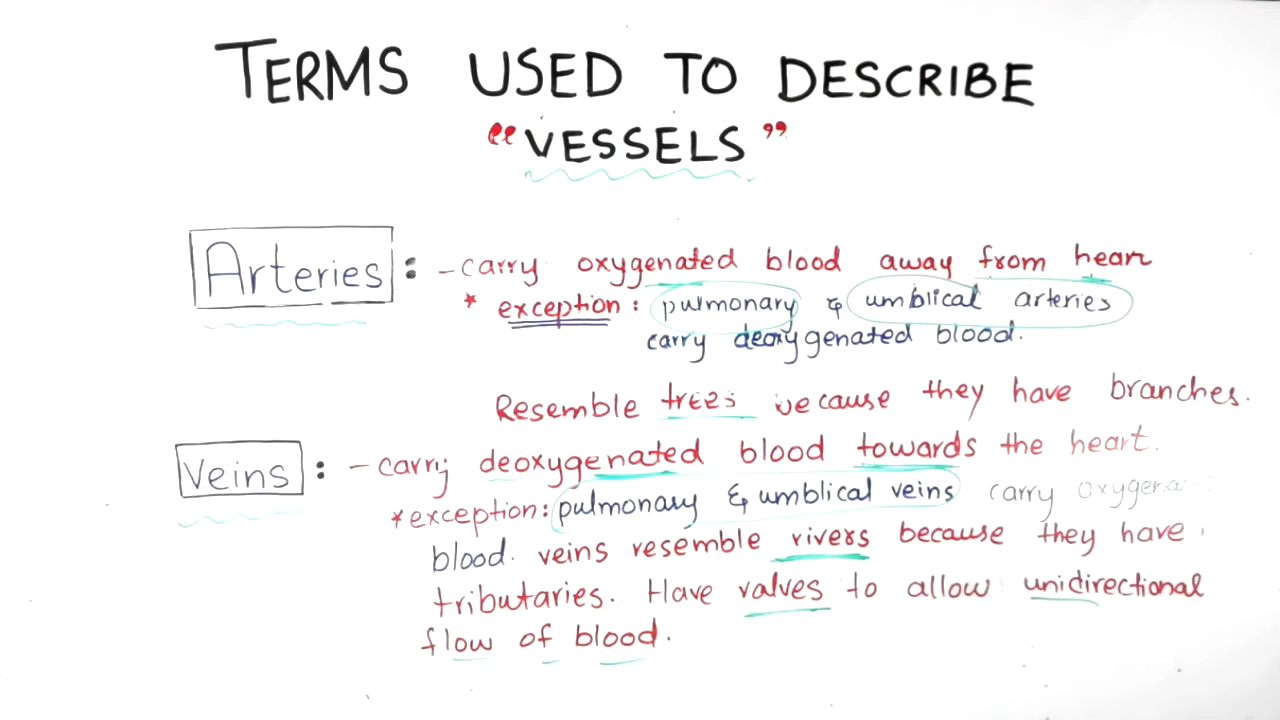 TERMS USED TO DESCRIBE
"VESSELS"
Arteries : - carry oxygenated blood away from heart
* exception : pulmonary & umblical arteries
carry deoxygenated blood.
Resemble trees because they have branches.
Veins : - carry deoxygenated blood towards the heart.
* exception : pulmonary & umblical veins carry
blood. veins resemble rivers because they have
tributaries. Have valves to allow unidirectional
flow of blood.